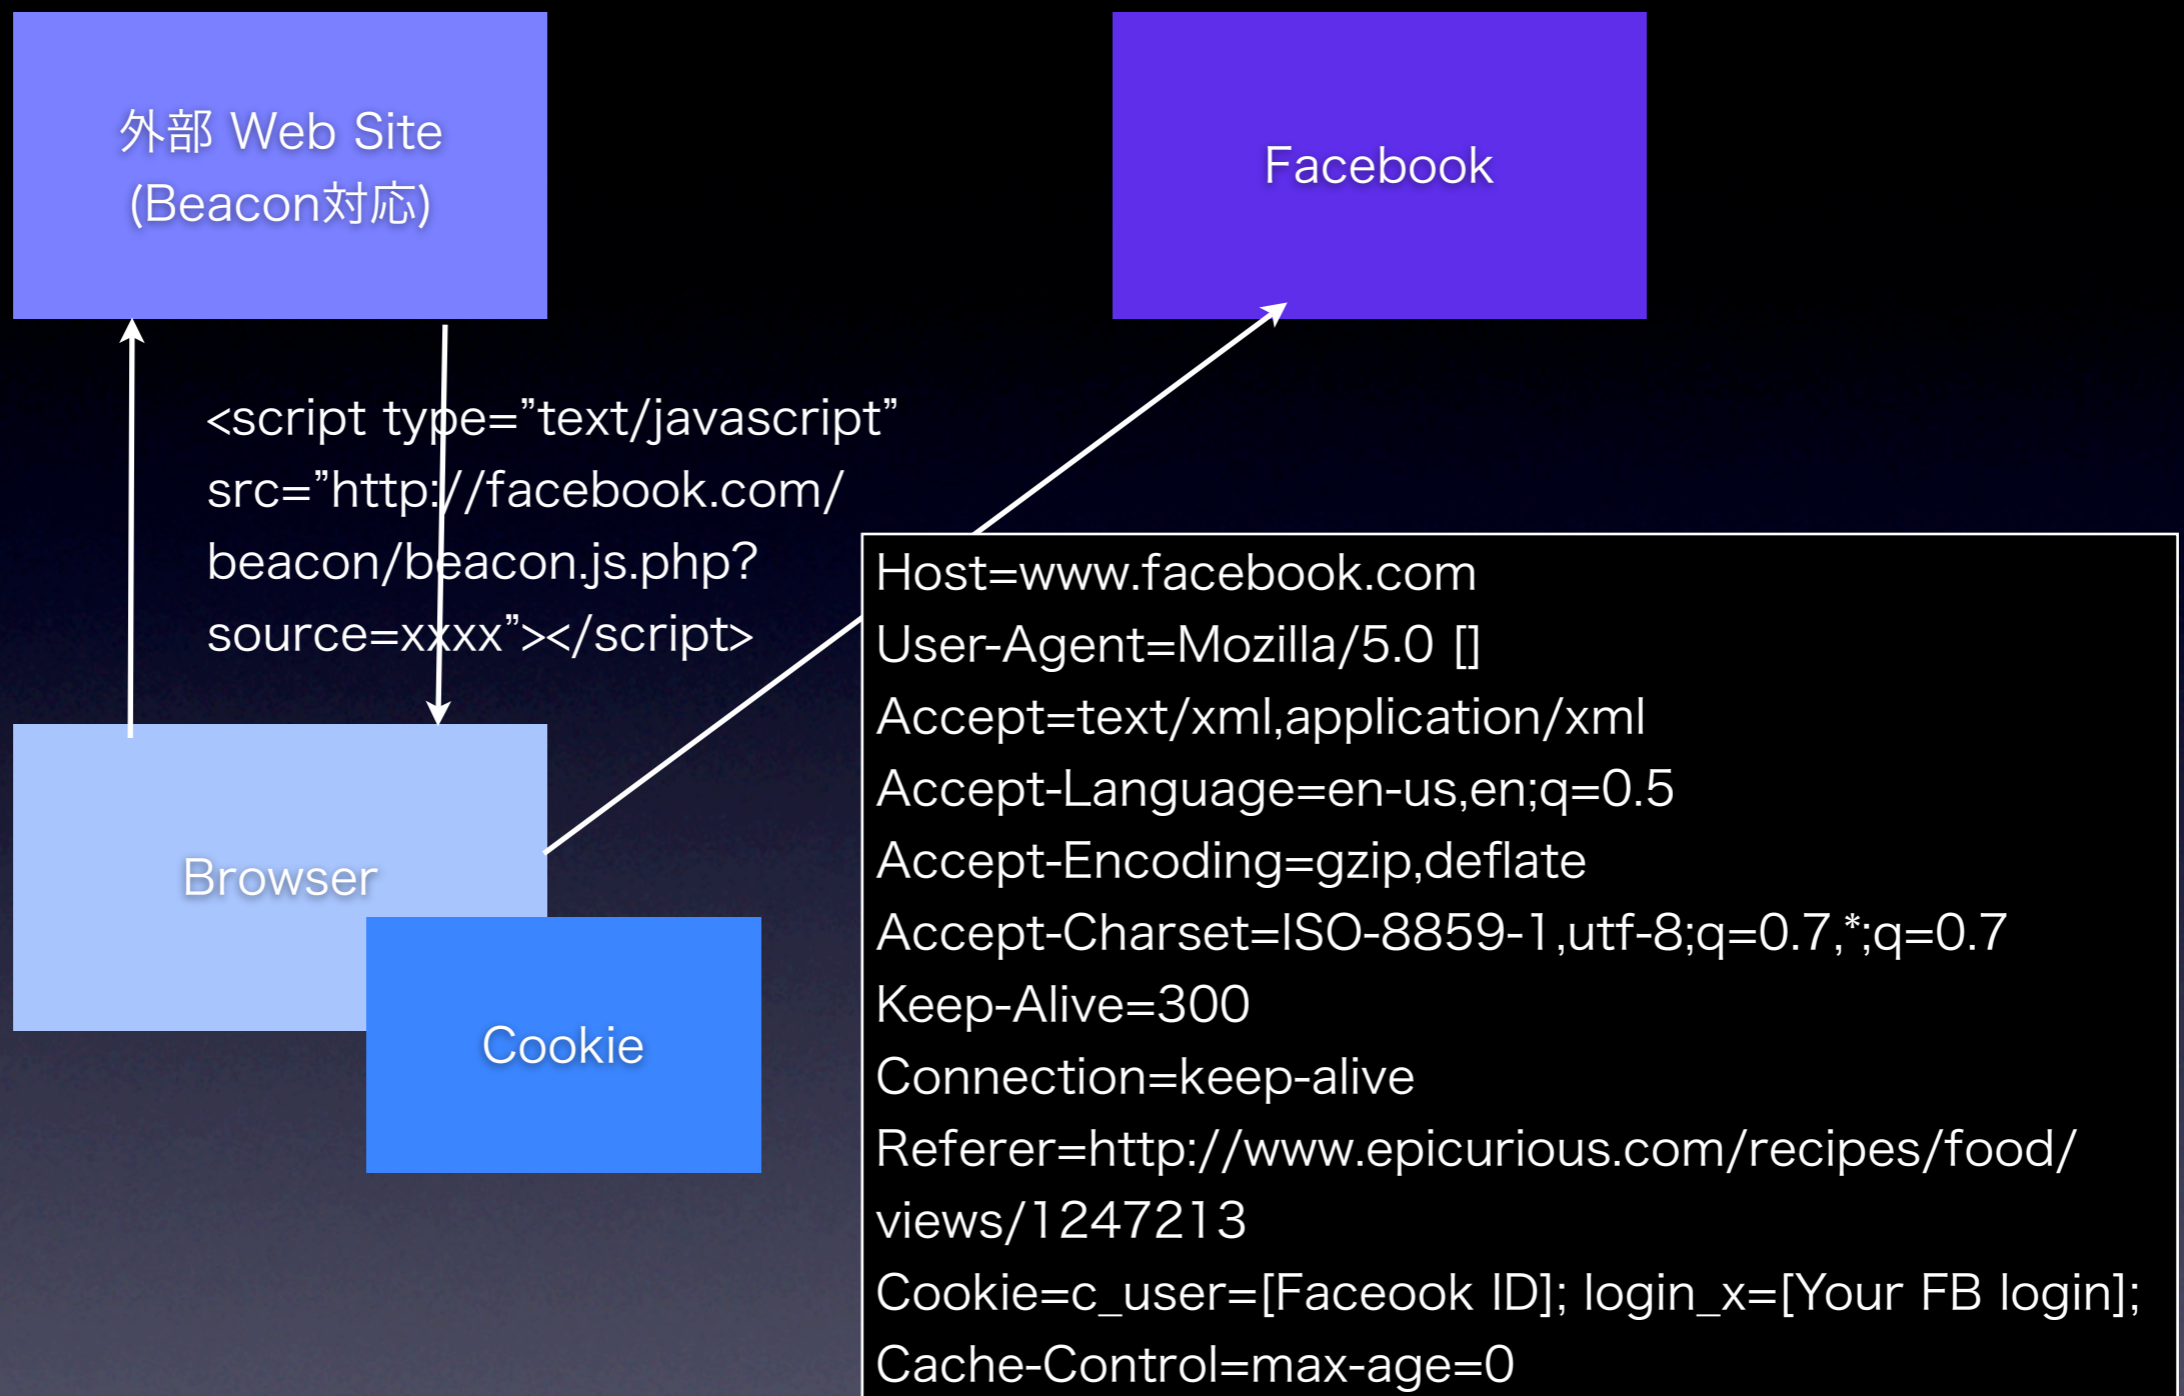 外部 Web Site
(Beacon対応)
Facebook
<script type=”text/javascript”
src=”http://facebook.com/
beacon/beacon.js.php?
source=xxxx”></script>
Browser
Cookie
Host=www.facebook.com
User-Agent=Mozilla/5.0 []
Accept=text/xml,application/xml
Accept-Language=en-us,en;q=0.5
Accept-Encoding=gzip,deflate
Accept-Charset=ISO-8859-1,utf-8;q=0.7,*;q=0.7
Keep-Alive=300
Connection=keep-alive
Referer=http://www.epicurious.com/recipes/food/
views/1247213
Cookie=c_user=[Faceook ID]; login_x=[Your FB login];
Cache-Control=max-age=0